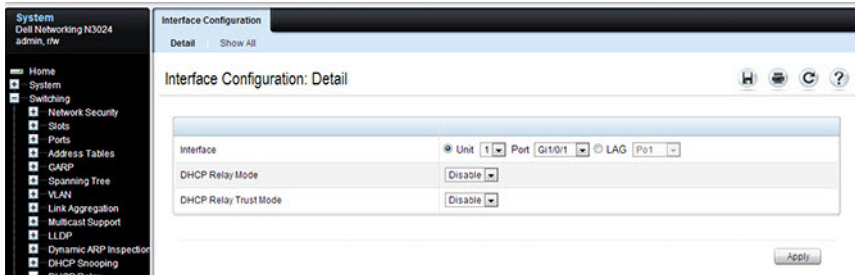 System
Dell Networking N3024
admin, r/w
Home
System
Switching
Network Security
Slots
Ports
Address Tables
GARP
Spanning Tree
VLAN
Link Aggregation
Multicast Support
LLDP
Dynamic ARP Inspection
DHCP Snooping
DHCP Relay
Interface Configuration
Detail Show All
Interface Configuration: Detail
Interface Unit 1 Port Gi1/0/1 LAG Po1
DHCP Relay Mode Disable
DHCP Relay Trust Mode Disable
Apply